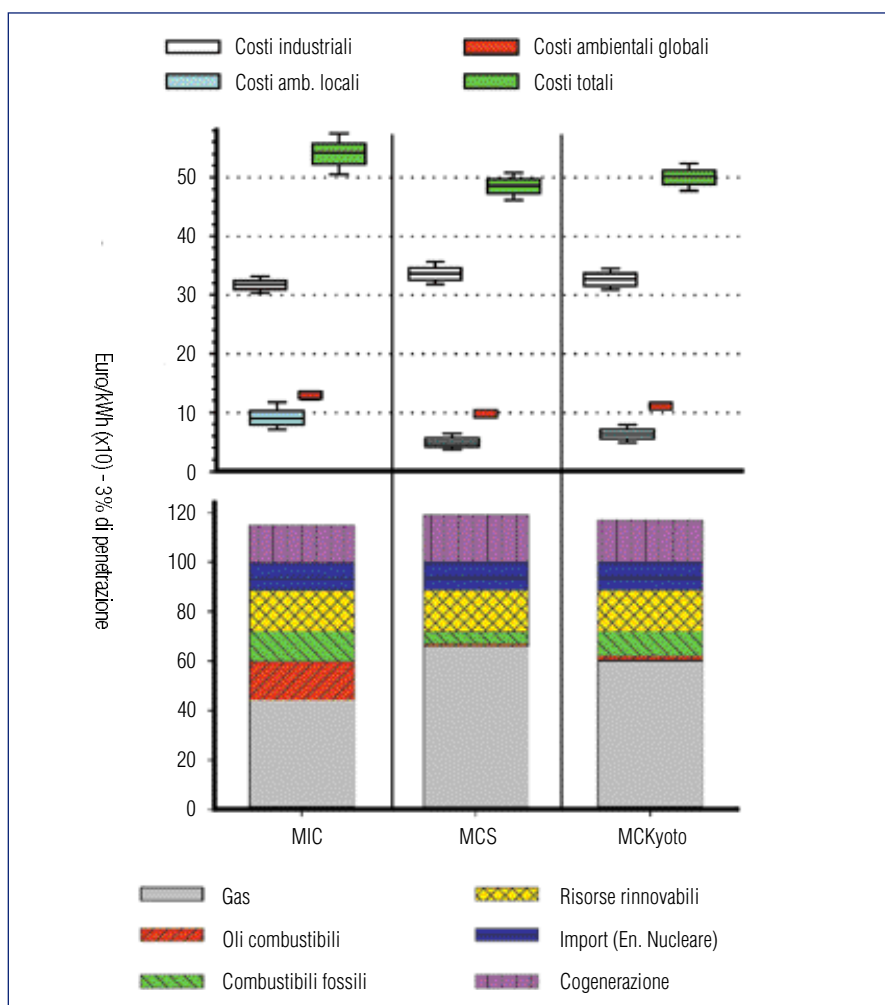 Costi industriali
Costi ambientali globali
Costi amb. locali
Costi totali
Euro/kWh (x10) – 3% di penetrazione
50
40
30
20
10
0
120
100
80
60
40
20
0
MIC
MCS
MCKyoto
Gas
Risorse rinnovabili
Oli combustibili
Import (En. Nucleare)
Combustibili fossili
Cogenerazione